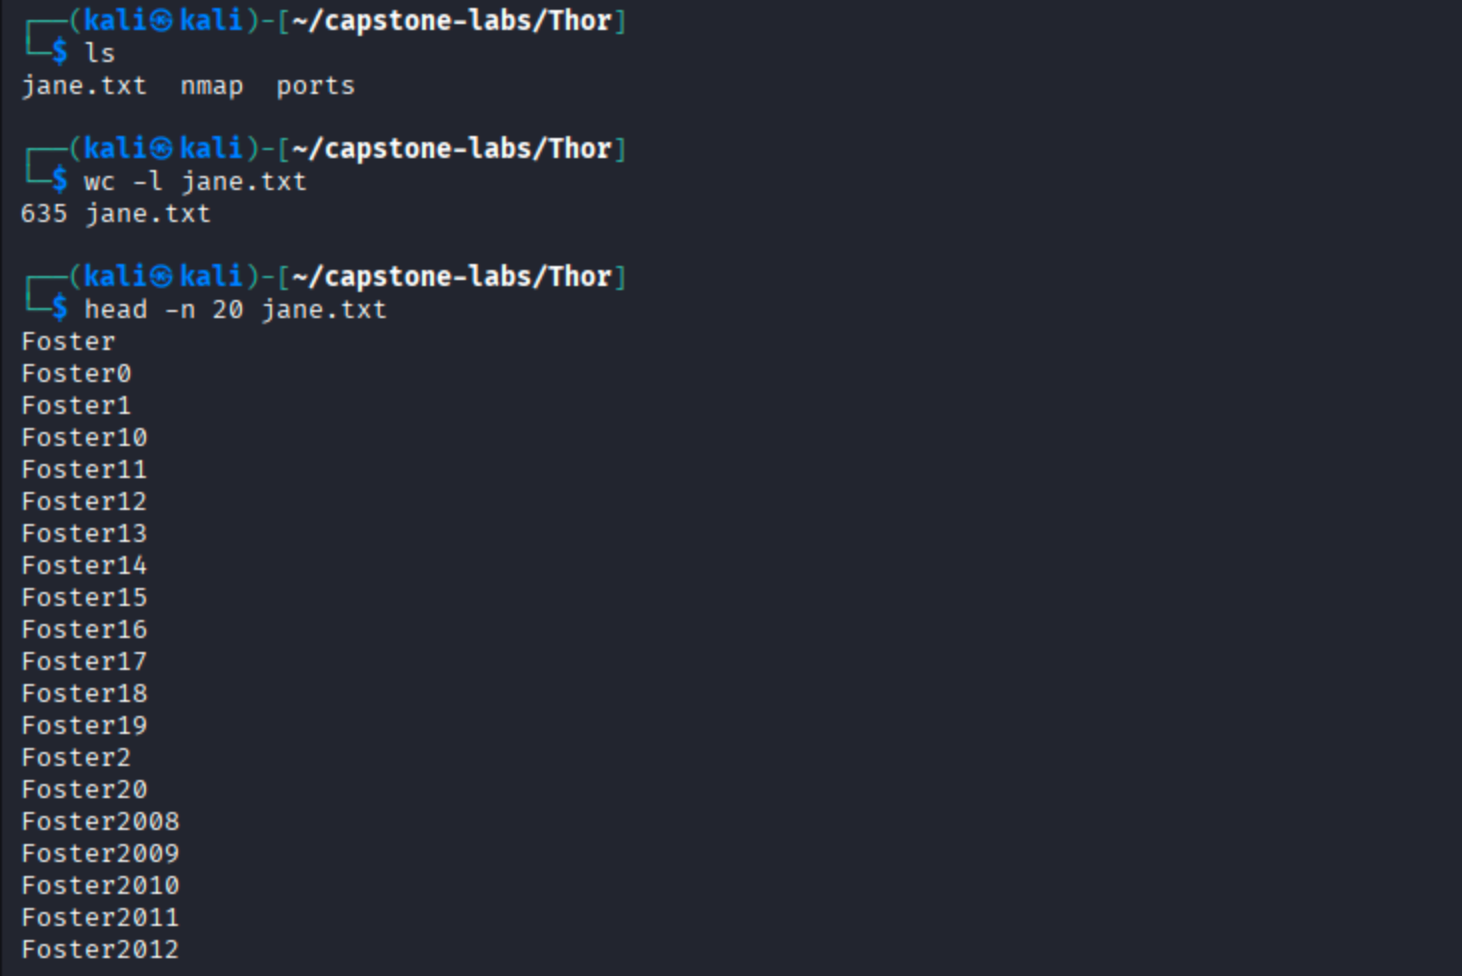 ┌──(kali㉿kali)-[~/capstone-labs/Thor]
└─$ ls
jane.txt  nmap  ports
┌──(kali㉿kali)-[~/capstone-labs/Thor]
└─$ wc -l jane.txt
635 jane.txt
┌──(kali㉿kali)-[~/capstone-labs/Thor]
└─$ head -n 20 jane.txt
Foster
Foster0
Foster1
Foster10
Foster11
Foster12
Foster13
Foster14
Foster15
Foster16
Foster17
Foster18
Foster19
Foster2
Foster20
Foster2008
Foster2009
Foster2010
Foster2011
Foster2012